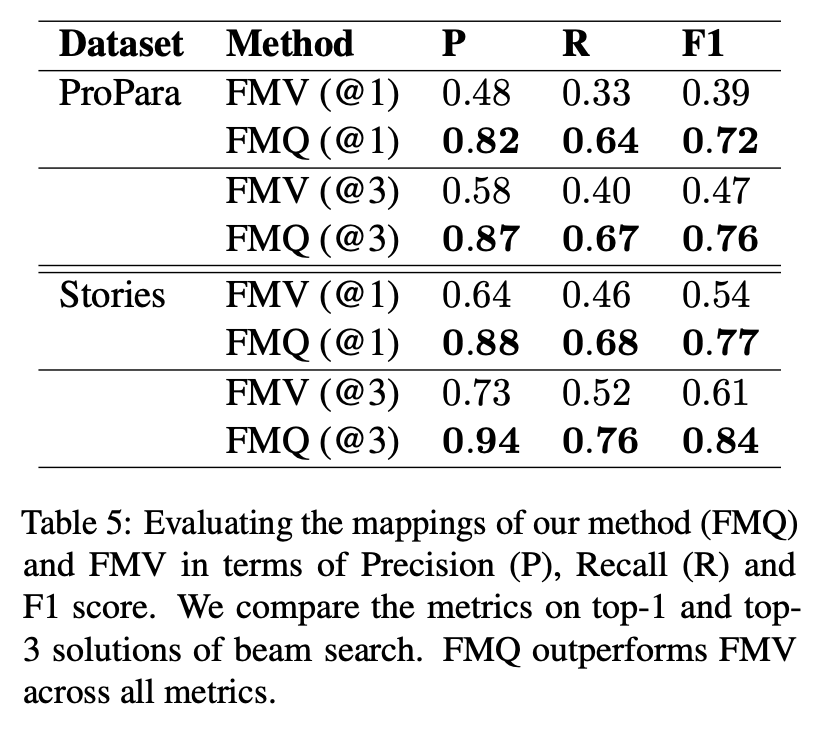 Dataset Method P R F1
ProPara FMV (@1) 0.48 0.33 0.39
FMQ (@1) 0.82 0.64 0.72
FMV (@3) 0.58 0.40 0.47
FMQ (@3) 0.87 0.67 0.76
Stories FMV (@1) 0.64 0.46 0.54
FMQ (@1) 0.88 0.68 0.77
FMV (@3) 0.73 0.52 0.61
FMQ (@3) 0.94 0.76 0.84
Table 5: Evaluating the mappings of our method (FMQ)
and FMV in terms of Precision (P), Recall (R) and
F1 score. We compare the metrics on top-1 and top-
3 solutions of beam search. FMQ outperforms FMV
across all metrics.